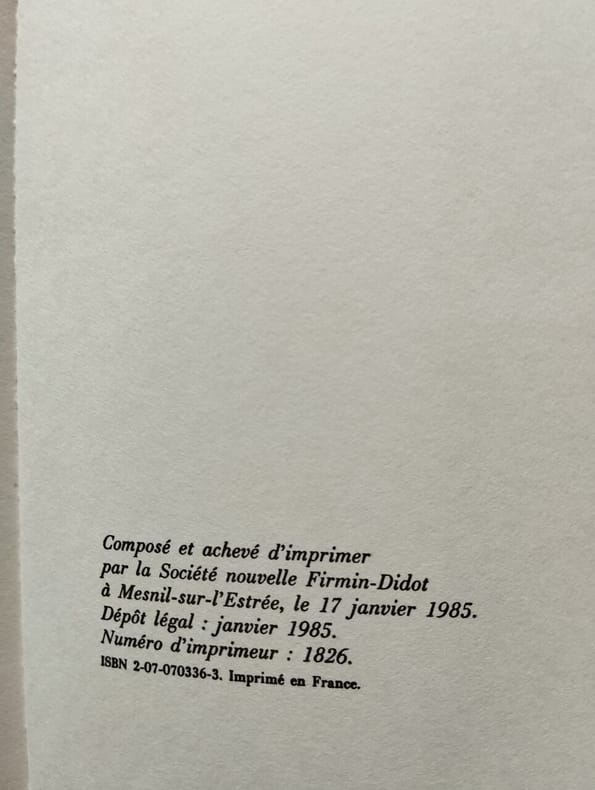 Composé et achevé d'imprimer
par la Société nouvelle Firmin-Didot
à Mesnil-sur-l'Estrée, le 17 janvier 1985.
Dépôt légal : janvier 1985.
Numéro d'imprimeur : 1826.
ISBN 2-07-070336-3. Imprimé en France.